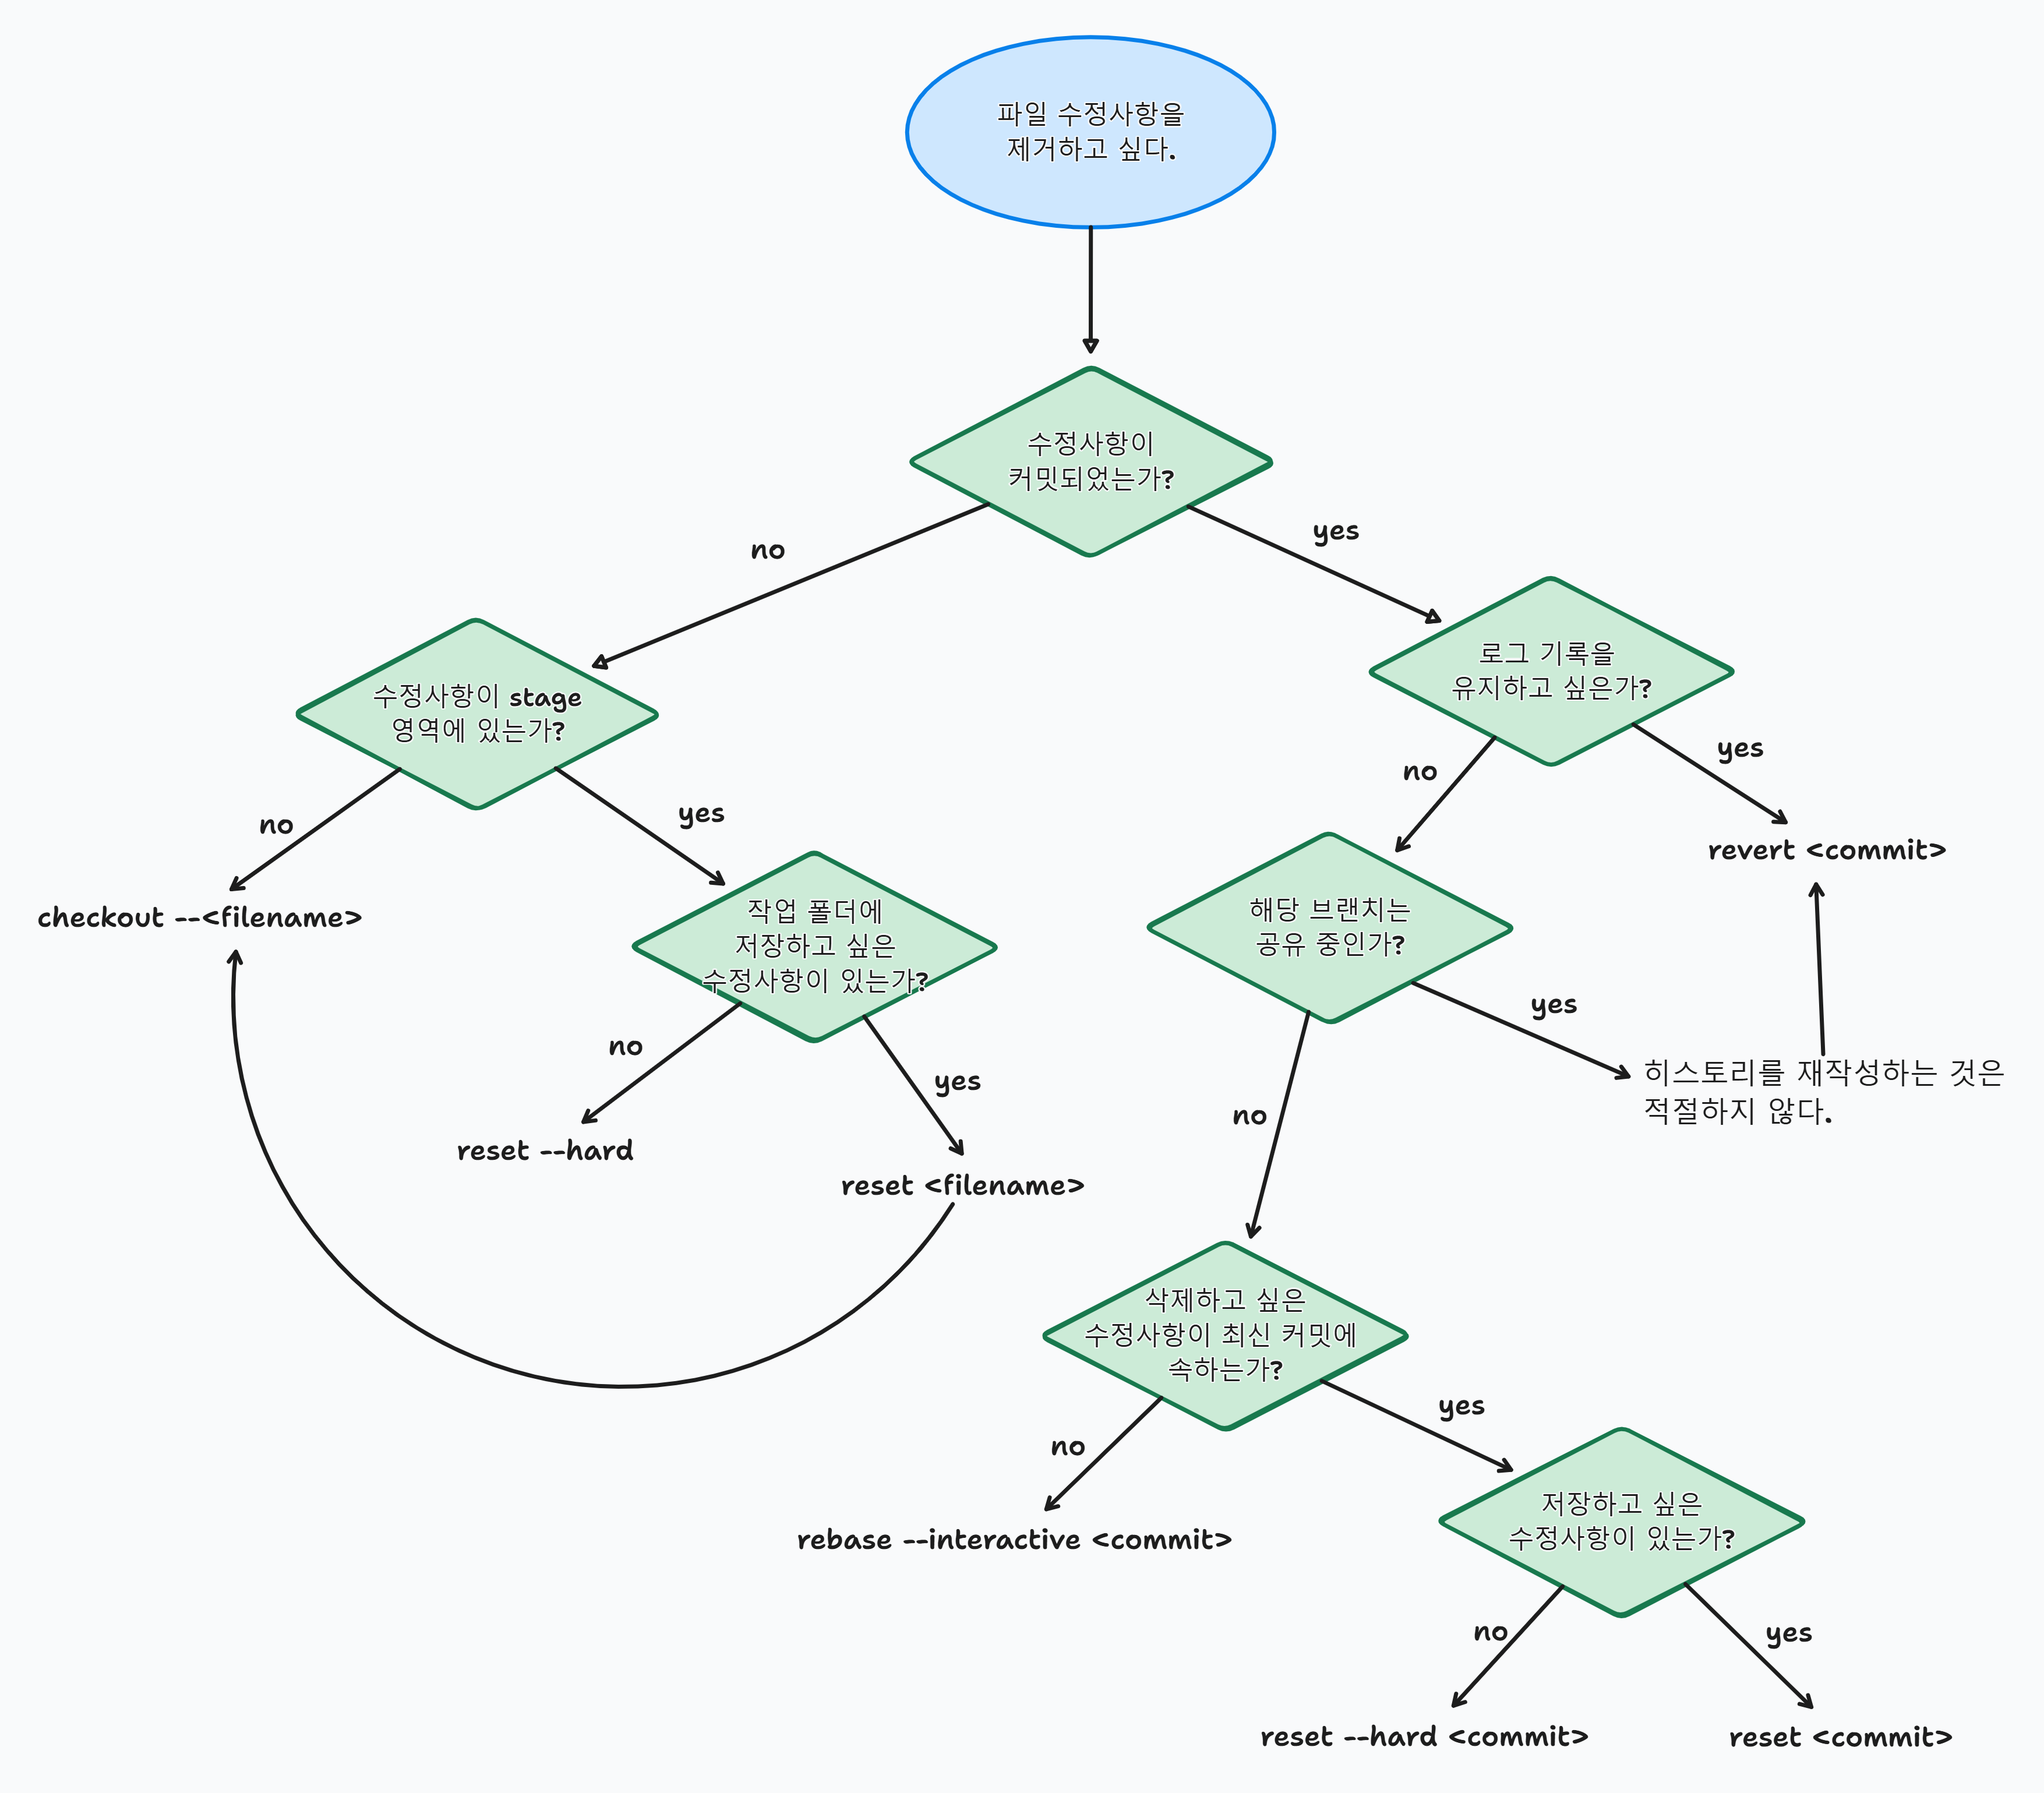 파일 수정사항을
제거하고 싶다.
수정사항이
커밋되었는가?
no
yes
수정사항이 stage
영역에 있는가?
로그 기록을
유지하고 싶은가?
no
yes
no
yes
checkout --<filename>
작업 폴더에
저장하고 싶은
수정사항이 있는가?
해당 브랜치는
공유 중인가?
revert <commit>
no
yes
no
yes
히스토리를 재작성하는 것은
적절하지 않다.
reset --hard
reset <filename>
삭제하고 싶은
수정사항이 최신 커밋에
속하는가?
no
yes
rebase --interactive <commit>
저장하고 싶은
수정사항이 있는가?
no
yes
reset --hard <commit>
reset <commit>